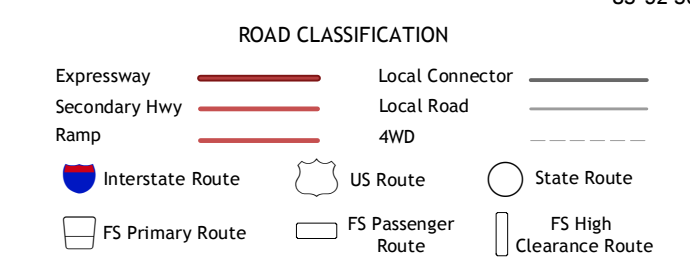 ROAD CLASSIFICATION
Expressway
Local Connector
Secondary Hwy
Local Road
Ramp
4WD
Interstate Route
US Route
State Route
FS Primary Route
FS Passenger
Route
FS High
Clearance Route